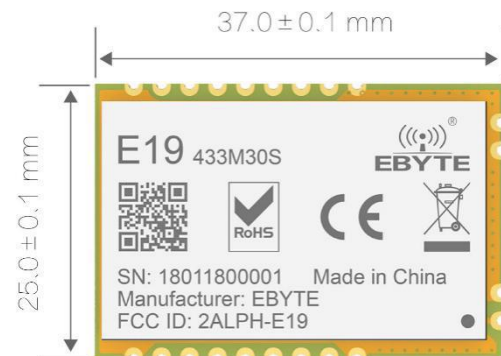 37.0±0.1 mm
25.0±0.1 mm
E19 433M30S
EBYTE ®
RoHS
CE
SN: 18011800001 Made in China
Manufacturer: EBYTE
FCC ID: 2ALPH-E19